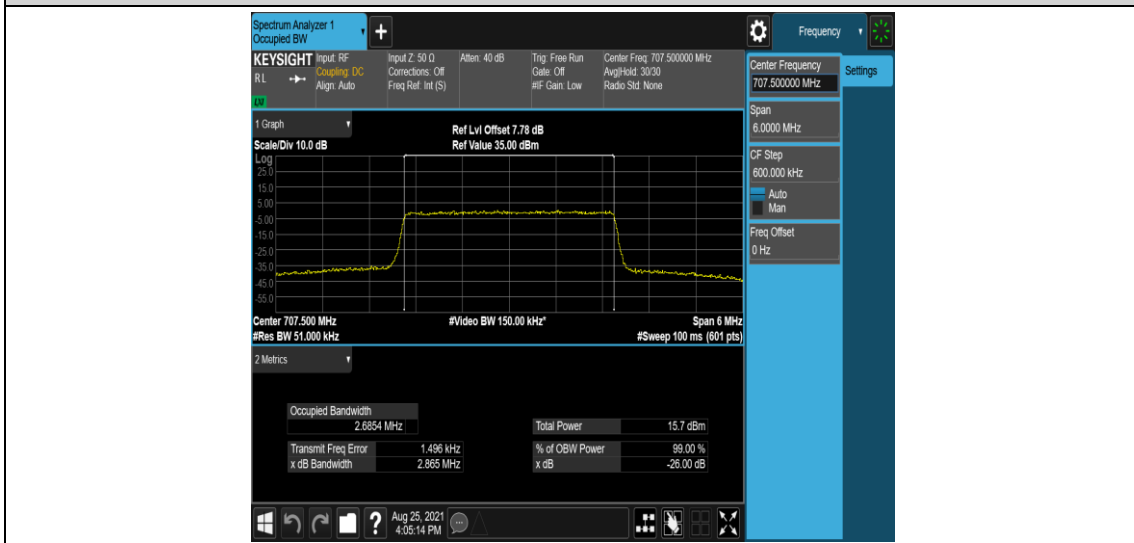 Spectrum Analyzer 1
Occupied BW
+
Frequency
KEYSIGHT
RL
LXI
Input: RF
Coupling: DC
Align: Auto
Input Z: 50 Ω
Corrections: Off
Freq Ref: Int (S)
Atten: 40 dB
Trig: Free Run
Gate: Off
#IF Gain: Low
Center Freq: 707.500000 MHz
Avg|Hold: 30/30
Radio Std: None
Center Frequency
707.500000 MHz
Settings
Span
6.0000 MHz
CF Step
600.000 kHz
Auto
Man
Freq Offset
0 Hz
1 Graph
Ref Lvl Offset 7.78 dB
Scale/Div 10.0 dB
Ref Value 35.00 dBm
Log
25.0
15.0
5.00
-5.00
-15.0
-25.0
-35.0
-45.0
-55.0
Center 707.500 MHz
#Video BW 150.00 kHz*
Span 6 MHz
#Res BW 51.000 kHz
#Sweep 100 ms (601 pts)
2 Metrics
Occupied Bandwidth
2.6854 MHz
Total Power 15.7 dBm
Transmit Freq Error 1.496 kHz
% of OBW Power 99.00 %
x dB Bandwidth 2.865 MHz
x dB -26.00 dB
?
Aug 25, 2021
4:05:14 PM